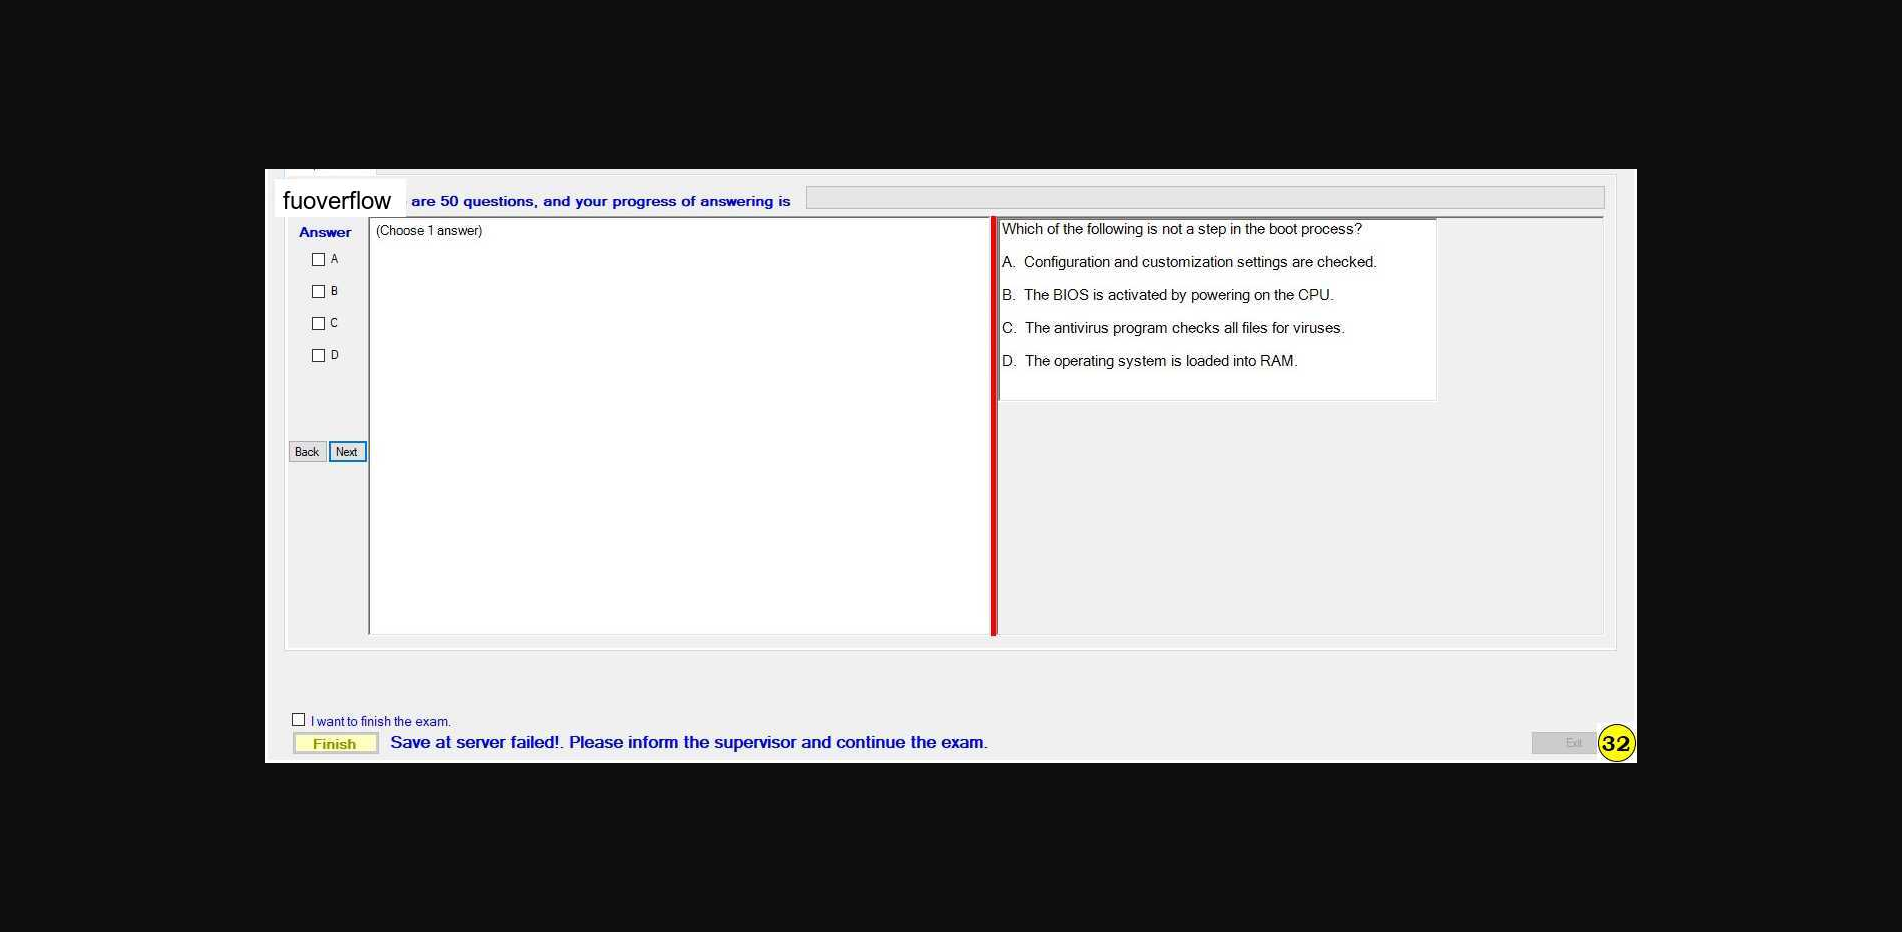 fuoverflow are 50 questions, and your progress of answering is
Answer
(Choose 1 answer)
A
B
C
D
Back Next
Which of the following is not a step in the boot process?
A. Configuration and customization settings are checked.
B. The BIOS is activated by powering on the CPU.
C. The antivirus program checks all files for viruses.
D. The operating system is loaded into RAM.
I want to finish the exam.
Finish Save at server failed!. Please inform the supervisor and continue the exam.
Exit 32